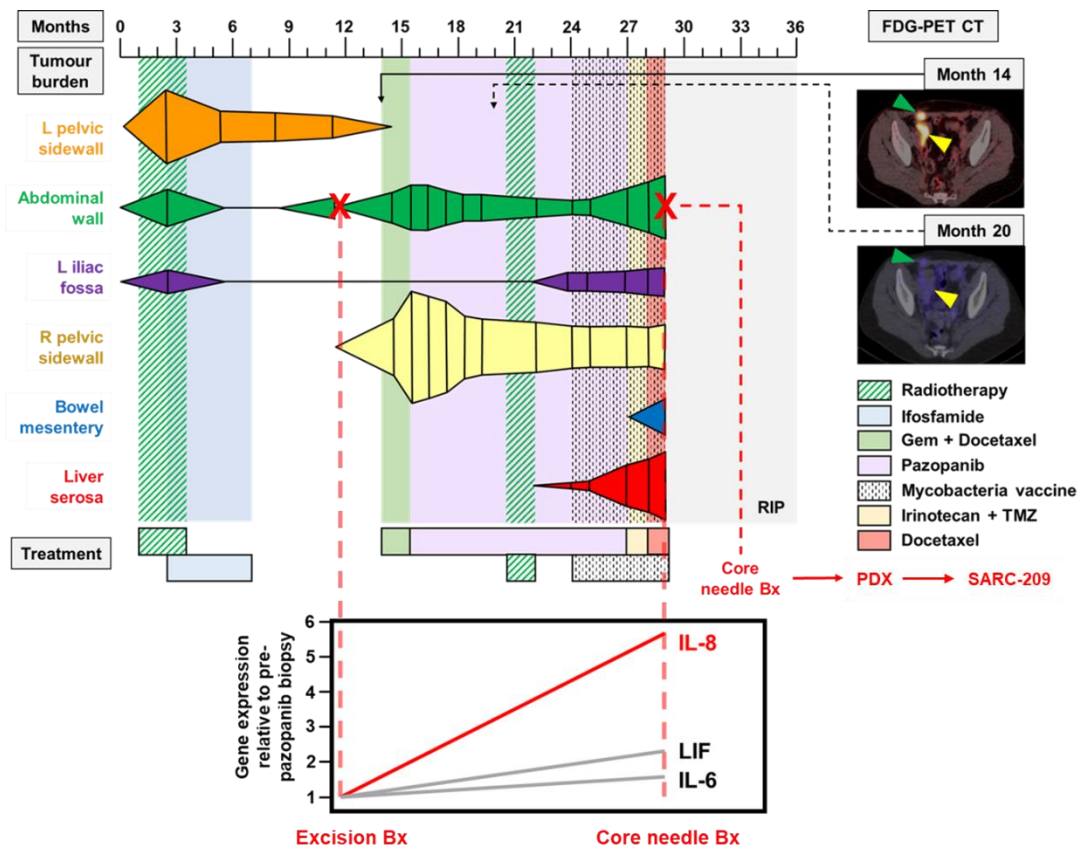 Months
0 3 6 9 12 15 18 21 24 27 30 33 36
FDG-PET CT
Tumour
burden
Month 14
L pelvic
sidewall
Abdominal
wall
X
X
Month 20
L iliac
fossa
R pelvic
sidewall
Bowel
mesentery
Liver
serosa
RIP
Radiotherapy
Ifosfamide
Gem + Docetaxel
Pazopanib
Mycobacteria vaccine
Irinotecan + TMZ
Docetaxel
Treatment
Core
needle Bx
PDX
SARC-209
Gene expression
relative to pre-
pazopanib biopsy
6
5
4
3
2
1
IL-8
LIF
IL-6
Excision Bx
Core needle Bx